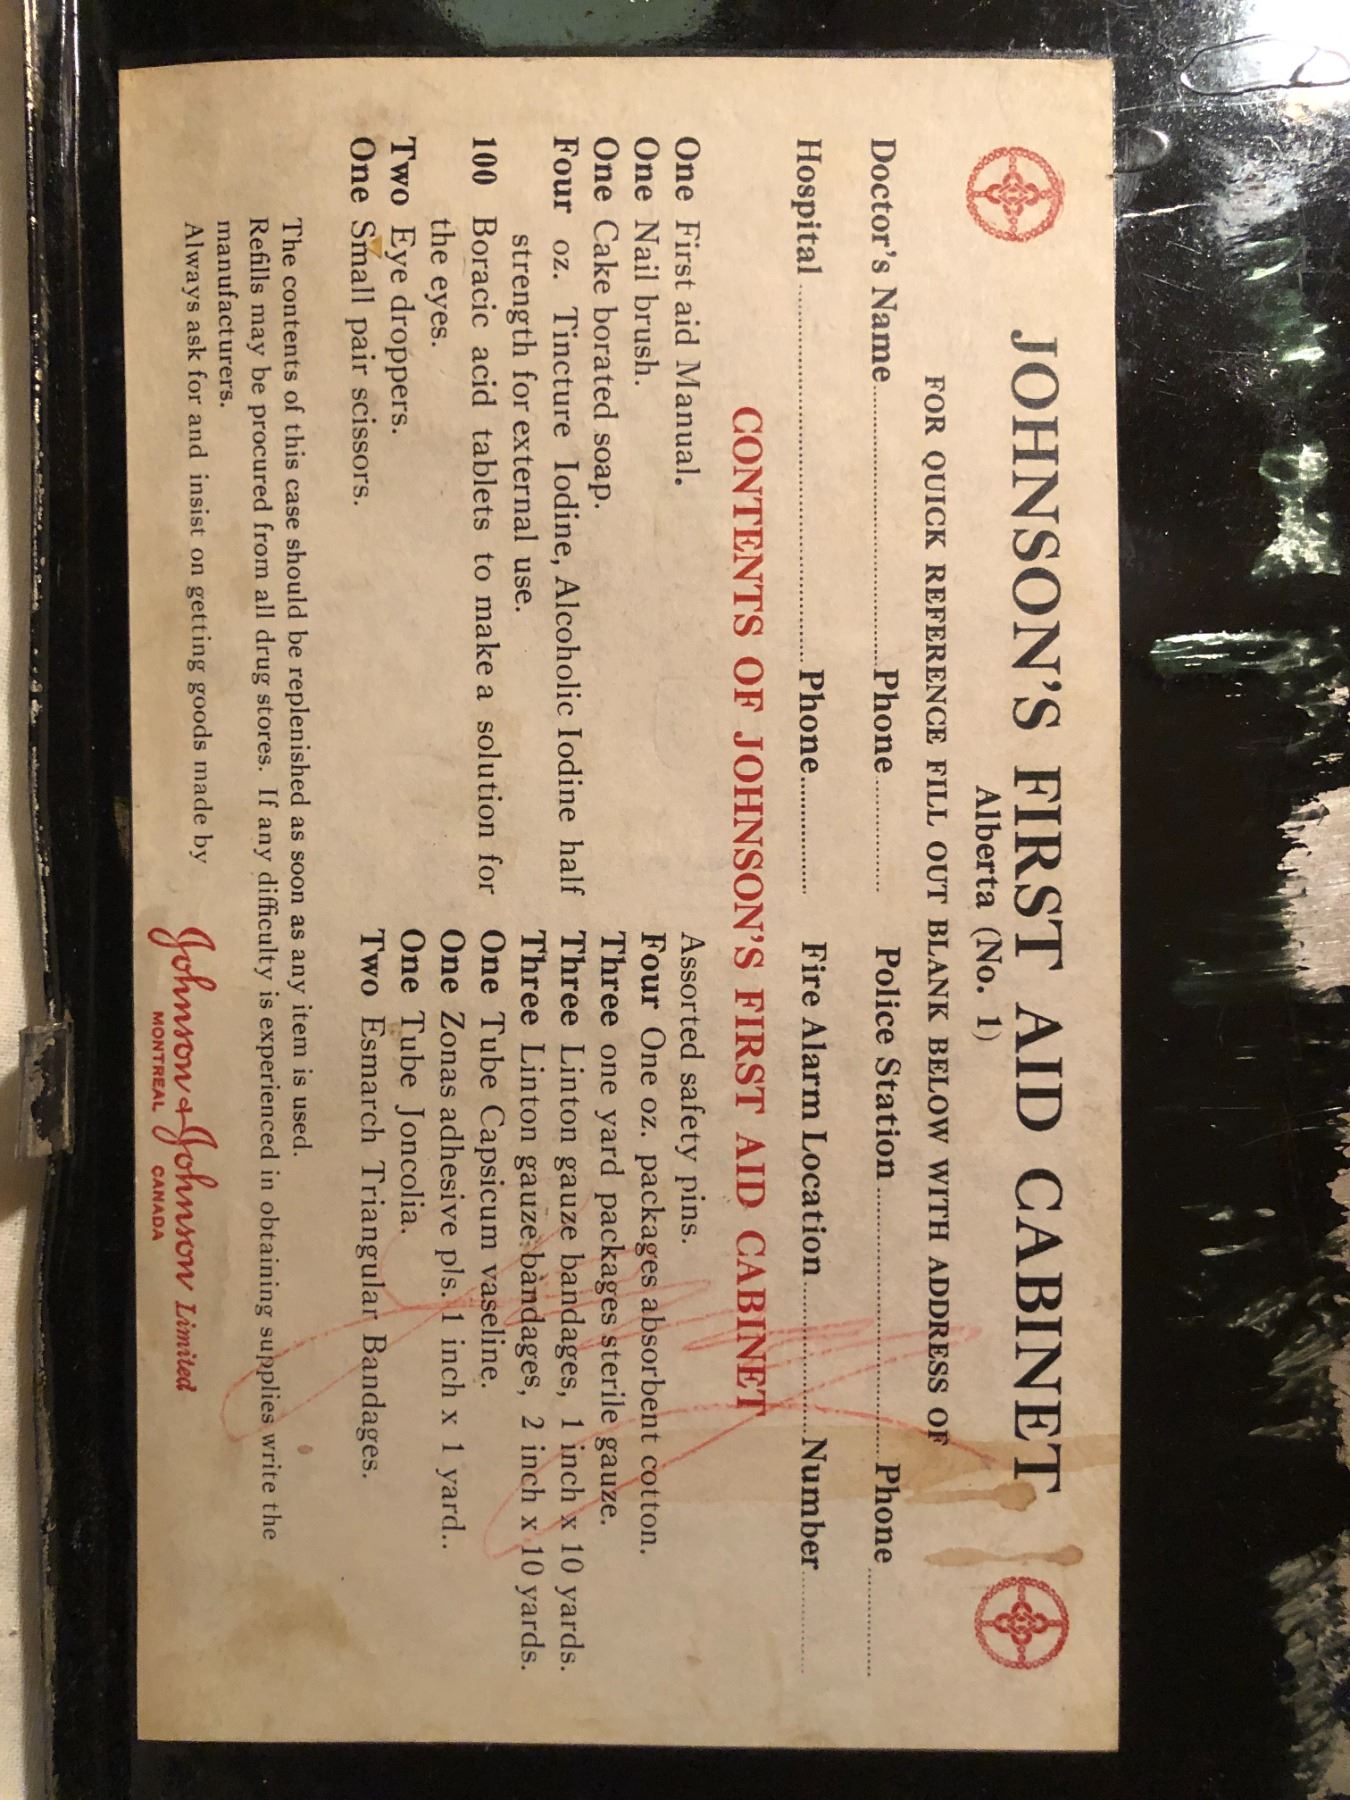 JOHNSON'S FIRST AID CABINET
Alberta (No. 1)
FOR QUICK REFERENCE FILL OUT BLANK BELOW WITH ADDRESS OF
Doctor's Name..........Phone..........Police Station..........Phone..........
Hospital..........Phone..........Fire Alarm Location..........Number..........
CONTENTS OF JOHNSON'S FIRST AID CABINET
One First aid Manual.
One Nail brush.
One Cake borated soap.
Four oz. Tincture Iodine, Alcoholic Iodine half
strength for external use.
100 Boracic acid tablets to make a solution for
the eyes.
Two Eye droppers.
One Small pair scissors.
Assorted safety pins.
Four One oz. packages absorbent cotton.
Three one yard packages sterile gauze.
Three Linton gauze bandages, 1 inch x 10 yards.
Three Linton gauze bandages, 2 inch x 10 yards.
One Tube Capsicum vaseline.
One Zonas adhesive pls. 1 inch x 1 yard..
One Tube Joncolia.
Two Esmarch Triangular Bandages.
The contents of this case should be replenished as soon as any item is used.
Refills may be procured from all drug stores. If any difficulty is experienced in obtaining supplies write the
manufacturers.
Always ask for and insist on getting goods made by
Johnson & Johnson Limited
MONTREAL CANADA